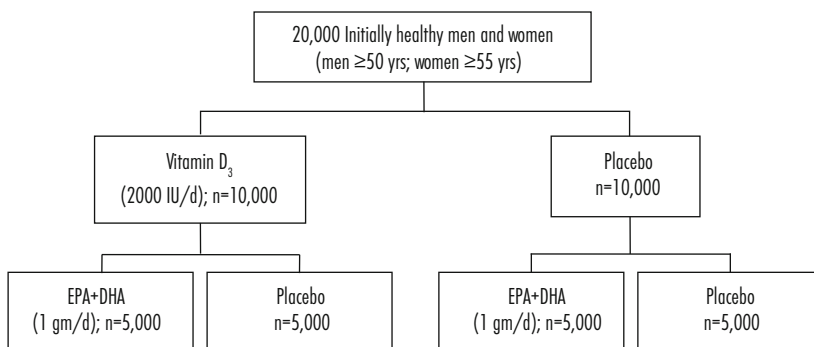 20,000 Initially healthy men and women
(men ≥50 yrs; women ≥55 yrs)
Vitamin D₃
(2000 IU/d); n=10,000
Placebo
n=10,000
EPA+DHA
(1 gm/d); n=5,000
Placebo
n=5,000
EPA+DHA
(1 gm/d); n=5,000
Placebo
n=5,000